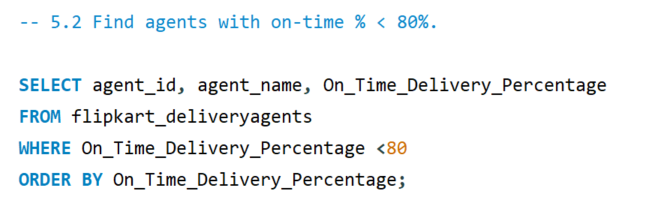 -- 5.2 Find agents with on-time % < 80%.
SELECT agent_id, agent_name, On_Time_Delivery_Percentage
FROM flipkart_deliveryagents
WHERE On_Time_Delivery_Percentage <80
ORDER BY On_Time_Delivery_Percentage;